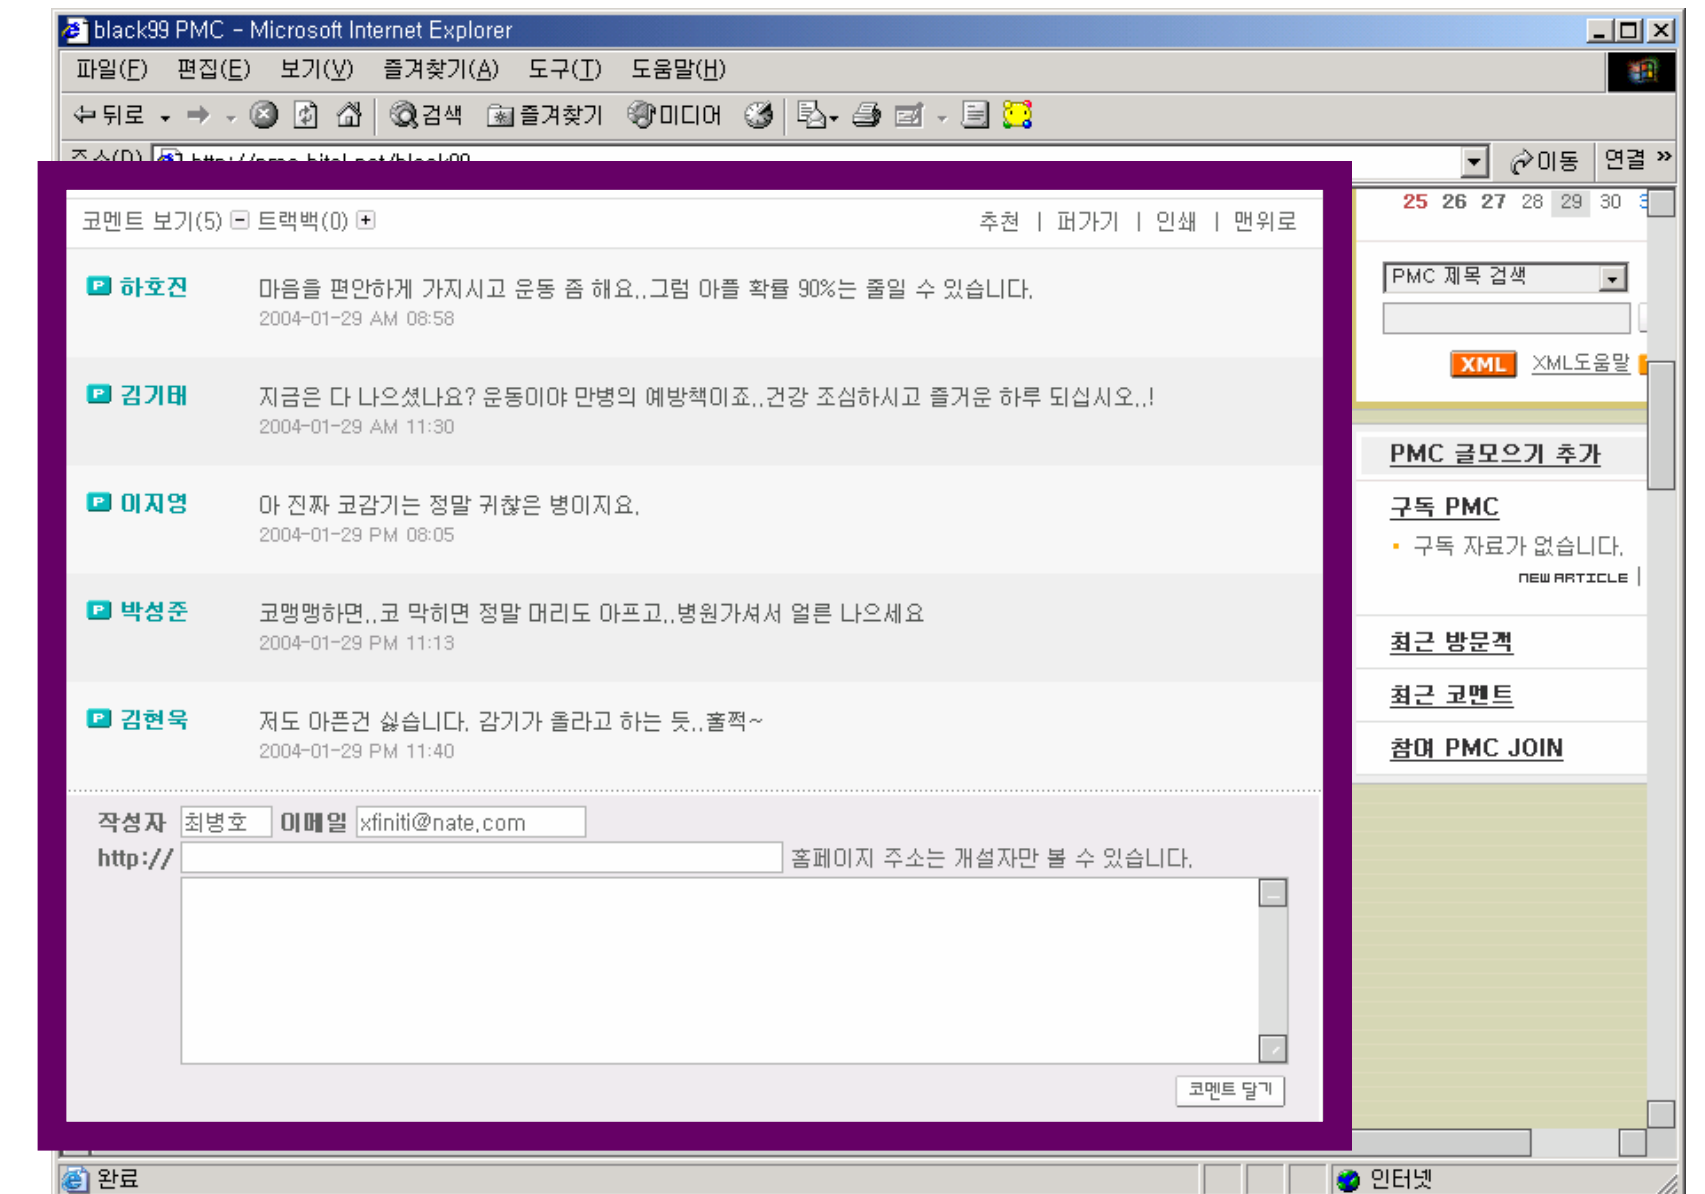 black99 PMC - Microsoft Internet Explorer
파일(F) 편집(E) 보기(V) 즐겨찾기(A) 도구(T) 도움말(H)
뒤로 검색 즐겨찾기 미디어
주소(D) http://pmc.hitel.net/black99 이동 연결 »
코멘트 보기(5) 트랙백(0) 추천 | 퍼가기 | 인쇄 | 맨위로
하호진 마음을 편안하게 가지시고 운동 좀 해요..그럼 아플 확률 90%는 줄일 수 있습니다.
2004-01-29 AM 08:58
김기태 지금은 다 나으셨나요? 운동이야 만병의 예방책이죠..건강 조심하시고 즐거운 하루 되십시오..!
2004-01-29 AM 11:30
이지영 아 진짜 코감기는 정말 귀찮은 병이지요.
2004-01-29 PM 08:05
박성준 코맹맹하면..코 막히면 정말 머리도 아프고..병원가셔서 얼른 나으세요
2004-01-29 PM 11:13
김현욱 저도 아픈건 싫습니다. 감기가 올라고 하는 듯..훌쩍~
2004-01-29 PM 11:40
작성자 최병호 이메일 xfiniti@nate.com
http:// 홈페이지 주소는 개설자만 볼 수 있습니다.
코멘트 달기
25 26 27 28 29 30
PMC 제목 검색
XML XML도움말
PMC 글모으기 추가
구독 PMC
구독 자료가 없습니다.
NEW ARTICLE |
최근 방문객
최근 코멘트
참여 PMC JOIN
완료 인터넷